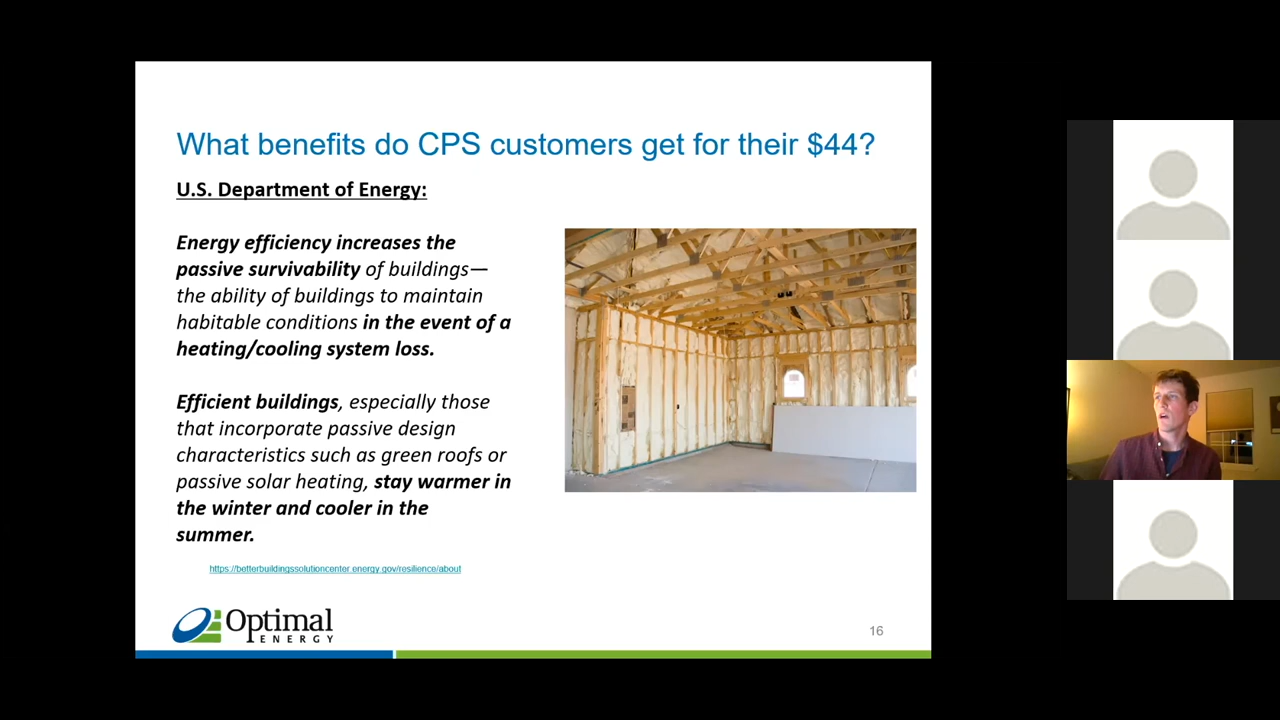 What benefits do CPS customers get for their $44?
U.S. Department of Energy:
Energy efficiency increases the
passive survivability of buildings—
the ability of buildings to maintain
habitable conditions in the event of a
heating/cooling system loss.
Efficient buildings, especially those
that incorporate passive design
characteristics such as green roofs or
passive solar heating, stay warmer in
the winter and cooler in the
summer.
https://betterbuildingssolutioncenter.energy.gov/resilience/about
Optimal
ENERGY
16